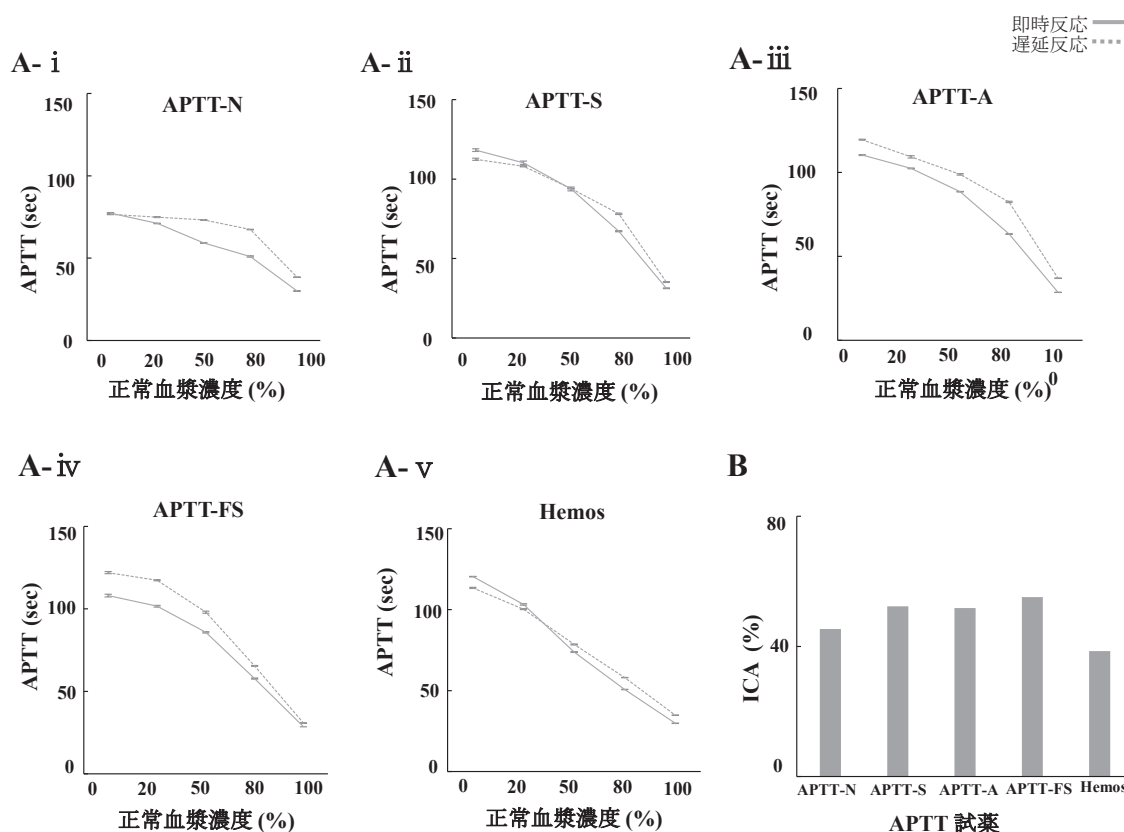 即時反応
遅延反応
A- ⅰ
APTT-N
150
100
50
0
APTT (sec)
0 20 50 80 100
正常血漿濃度 (%)
A- ⅱ
APTT-S
150
100
50
0
APTT (sec)
0 20 50 80 100
正常血漿濃度 (%)
A- ⅲ
APTT-A
150
100
50
0
APTT (sec)
0 20 50 80 10
0
正常血漿濃度 (%)
A- ⅳ
APTT-FS
150
100
50
0
APTT (sec)
0 20 50 80 100
正常血漿濃度 (%)
A- ⅴ
Hemos
150
100
50
0
APTT (sec)
0 20 50 80 100
正常血漿濃度 (%)
B
80
40
0
ICA (%)
APTT-N APTT-S APTT-A APTT-FS Hemos
APTT 試薬